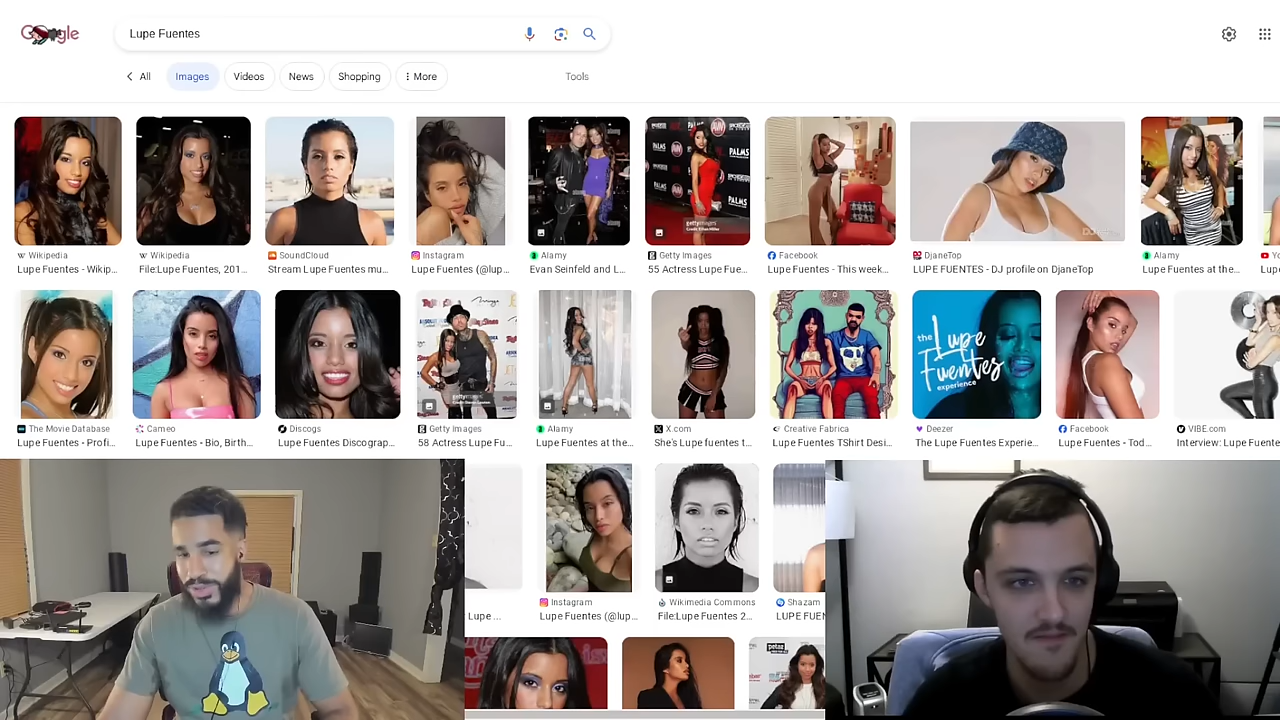 Google
Lupe Fuentes
All
Images
Videos
News
Shopping
More
Tools
Wikipedia
Lupe Fuentes - Wikip...
Wikipedia
File:Lupe Fuentes, 201...
SoundCloud
Stream Lupe Fuentes mu...
Instagram
Lupe Fuentes (@lup...
Alamy
Evan Seinfeld and L...
Getty Images
55 Actress Lupe Fue...
Facebook
Lupe Fuentes - This week...
DjaneTop
LUPE FUENTES - DJ profile on DjaneTop
Alamy
Lupe Fuentes at the...
PALMS
PALMS
gettyimages
The Movie Database
Lupe Fuentes - Profi...
Cameo
Lupe Fuentes - Bio, Birth...
Discogs
Lupe Fuentes Discograp...
Getty Images
58 Actress Lupe Fu...
Alamy
Lupe Fuentes at the...
X.com
She's Lupe fuentes t...
Creative Fabrica
Lupe Fuentes TShirt Desi...
Deezer
The Lupe Fuentes Experie...
Facebook
Lupe Fuentes - Tod...
VIBE.com
Interview: Lupe Fuente
gettyimages
the Lupe
Fuentes
experience
Lupe ...
Instagram
Lupe Fuentes (@lup...
Wikimedia Commons
File:Lupe Fuentes 2...
Shazam
LUPE FUEN